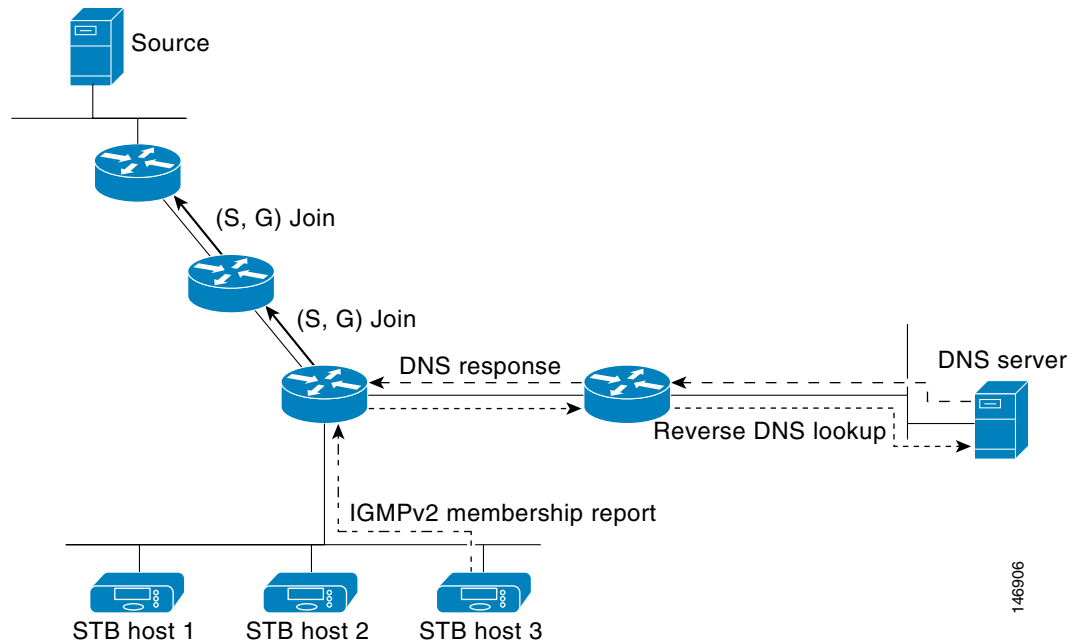 Source
(S, G) Join
(S, G) Join
DNS response
DNS server
Reverse DNS lookup
IGMPv2 membership report
STB host 1
STB host 2
STB host 3
146906